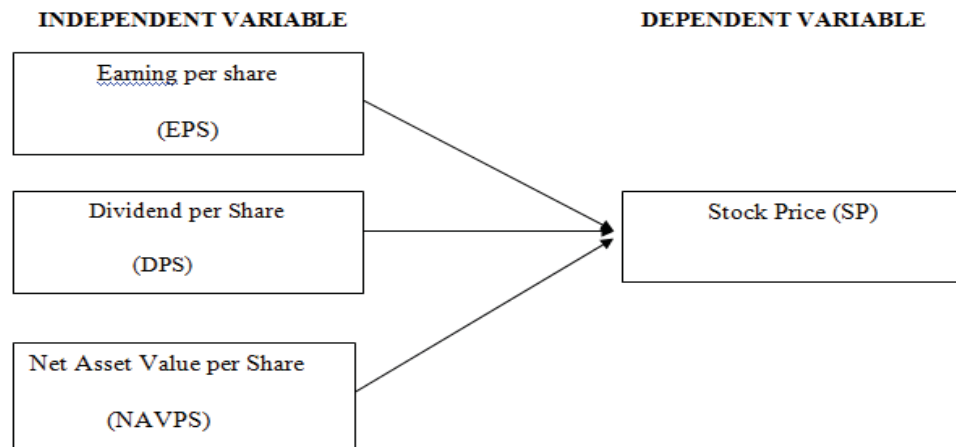 INDEPENDENT VARIABLE
DEPENDENT VARIABLE
Earning per share
(EPS)
Dividend per Share
(DPS)
Stock Price (SP)
Net Asset Value per Share
(NAVPS)